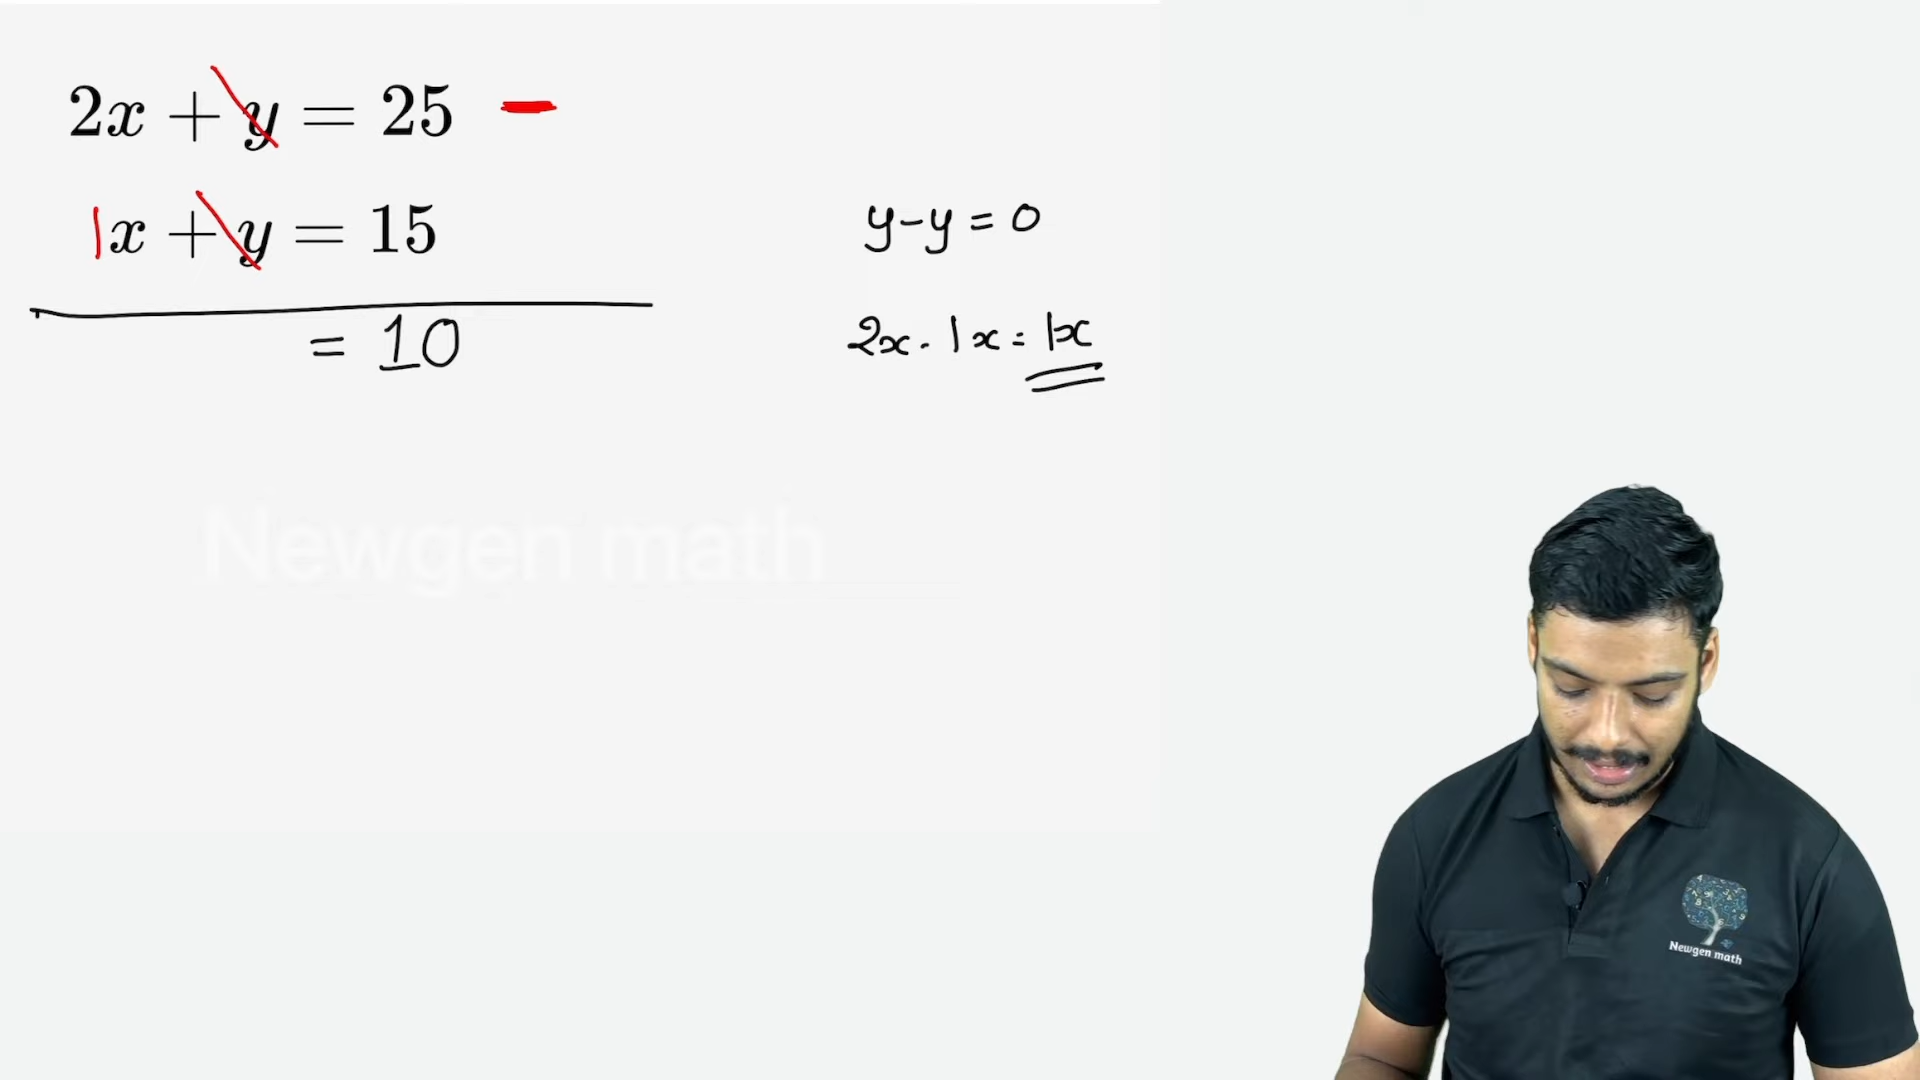 2x + y = 25 −
1x + y = 15
= 10
y-y = 0
2x - 1x = 1x
Newgen math
Newgen math